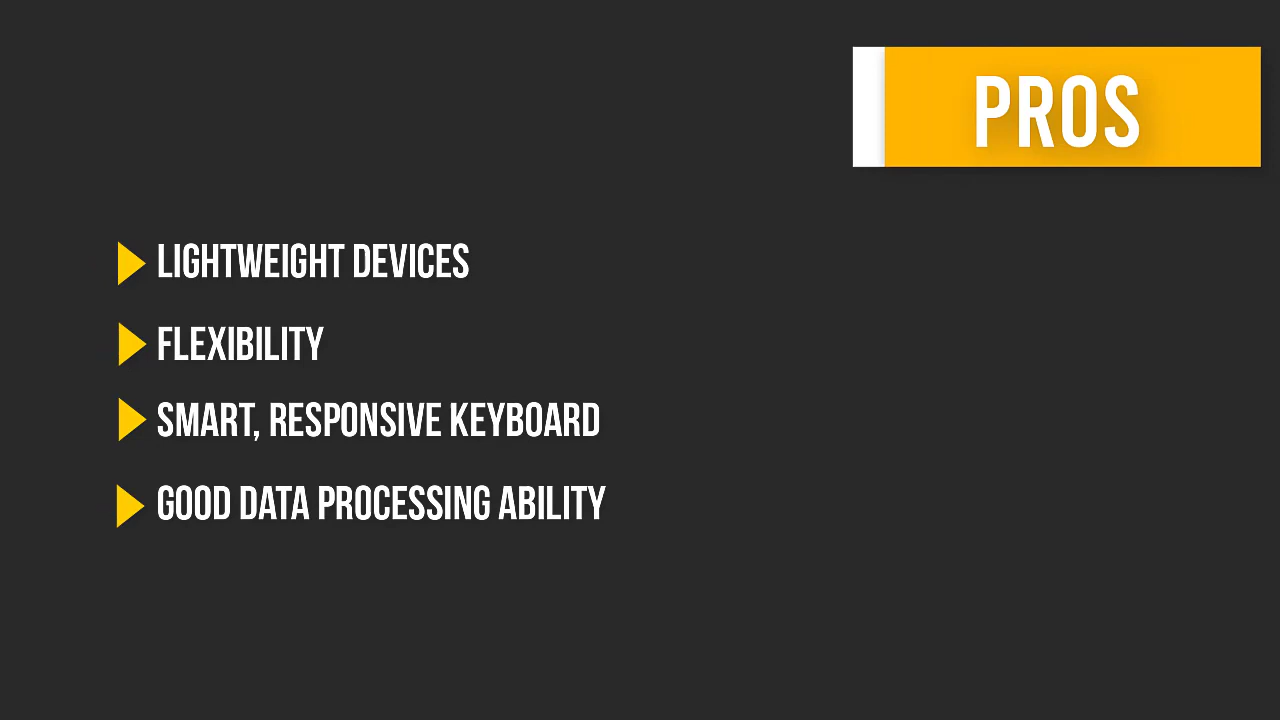 PROS
LIGHTWEIGHT DEVICES
FLEXIBILITY
SMART, RESPONSIVE KEYBOARD
GOOD DATA PROCESSING ABILITY